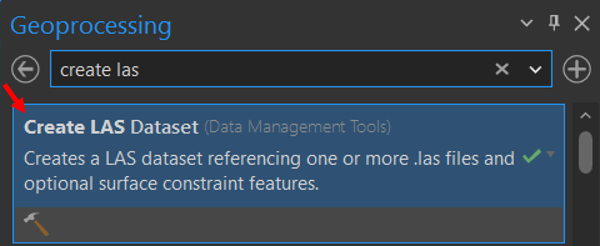 Geoprocessing
create las
Create LAS Dataset (Data Management Tools)
Creates a LAS dataset referencing one or more .las files and
optional surface constraint features.